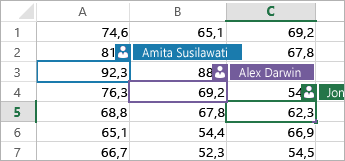 A B C
1 74,6 65,1 69,2
2 81 Amita Susilawati 67,8
3 92,3 88 Alex Darwin
4 76,3 69,2 54 Jon
5 68,8 67,8 62,3
6 65,1 54,4 66,9
7 66,7 52,3 54,5